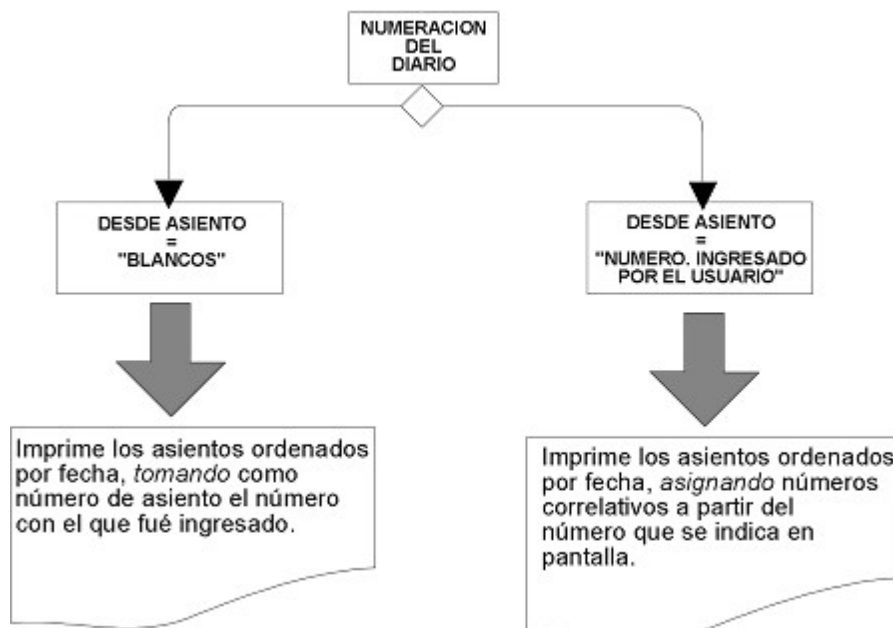 NUMERACION
DEL
DIARIO
DESDE ASIENTO
=
"BLANCOS"
DESDE ASIENTO
=
"NUMERO. INGRESADO
POR EL USUARIO"
Imprime los asientos ordenados
por fecha, tomando como
número de asiento el número
con el que fué ingresado.
Imprime los asientos ordenados
por fecha, asignando números
correlativos a partir del
número que se indica en
pantalla.